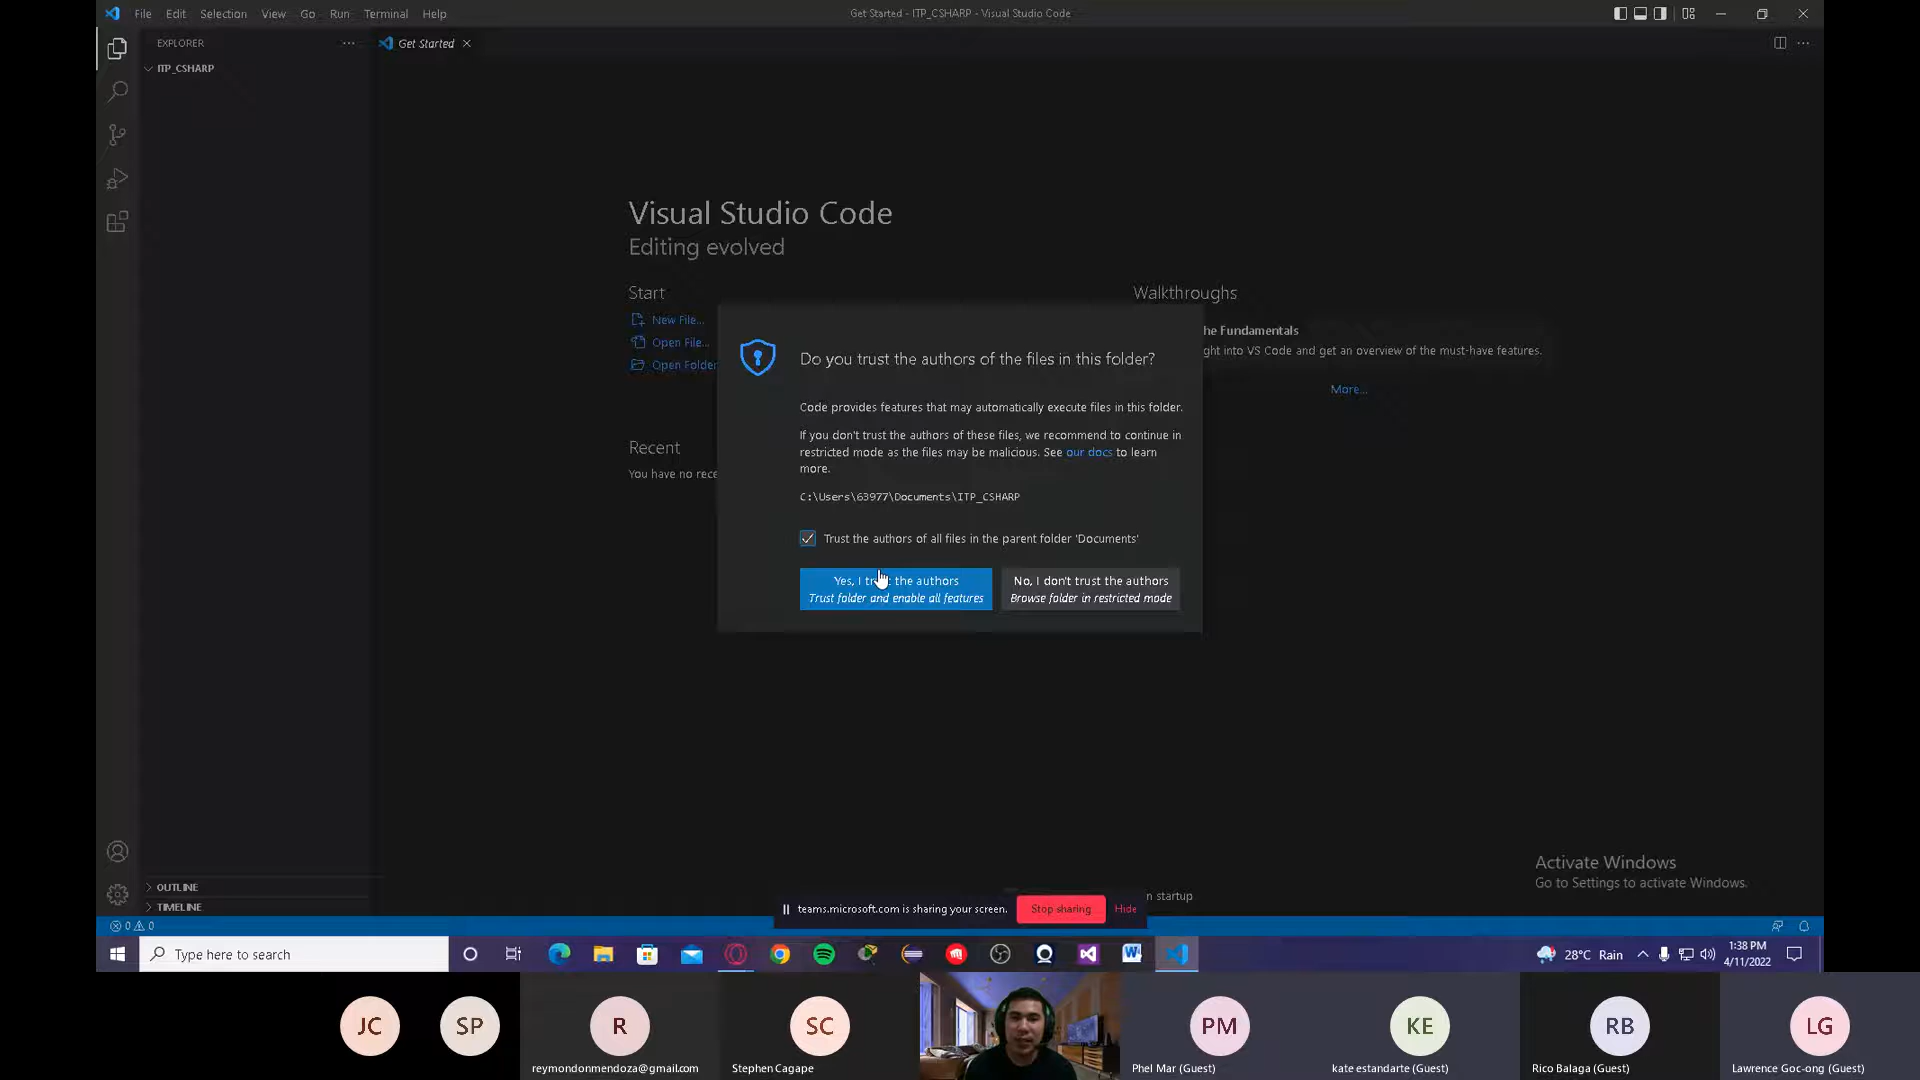 File Edit Selection View Go Run Terminal Help
Get Started - ITP_CSHARP - Visual Studio Code
EXPLORER
Get Started
ITP_CSHARP
Visual Studio Code
Editing evolved
Start
New File...
Open File...
Open Folder
Recent
You have no rece
Walkthroughs
he Fundamentals
ght into VS Code and get an overview of the must-have features.
More...
Do you trust the authors of the files in this folder?
Code provides features that may automatically execute files in this folder.
If you don't trust the authors of these files, we recommend to continue in
restricted mode as the files may be malicious. See our docs to learn
more.
C:\Users\63977\Documents\ITP_CSHARP
Trust the authors of all files in the parent folder 'Documents'
Yes, I trust the authors
Trust folder and enable all features
No, I don't trust the authors
Browse folder in restricted mode
Activate Windows
Go to Settings to activate Windows.
OUTLINE
TIMELINE
n startup
teams.microsoft.com is sharing your screen.
Stop sharing
Hide
0 0
Type here to search
28°C Rain
1:38 PM
4/11/2022
JC
SP
R
SC
PM
KE
RB
LG
reymondonmendoza@gmail.com
Stephen Cagape
Phel Mar (Guest)
kate estandarte (Guest)
Rico Balaga (Guest)
Lawrence Goc-ong (Guest)